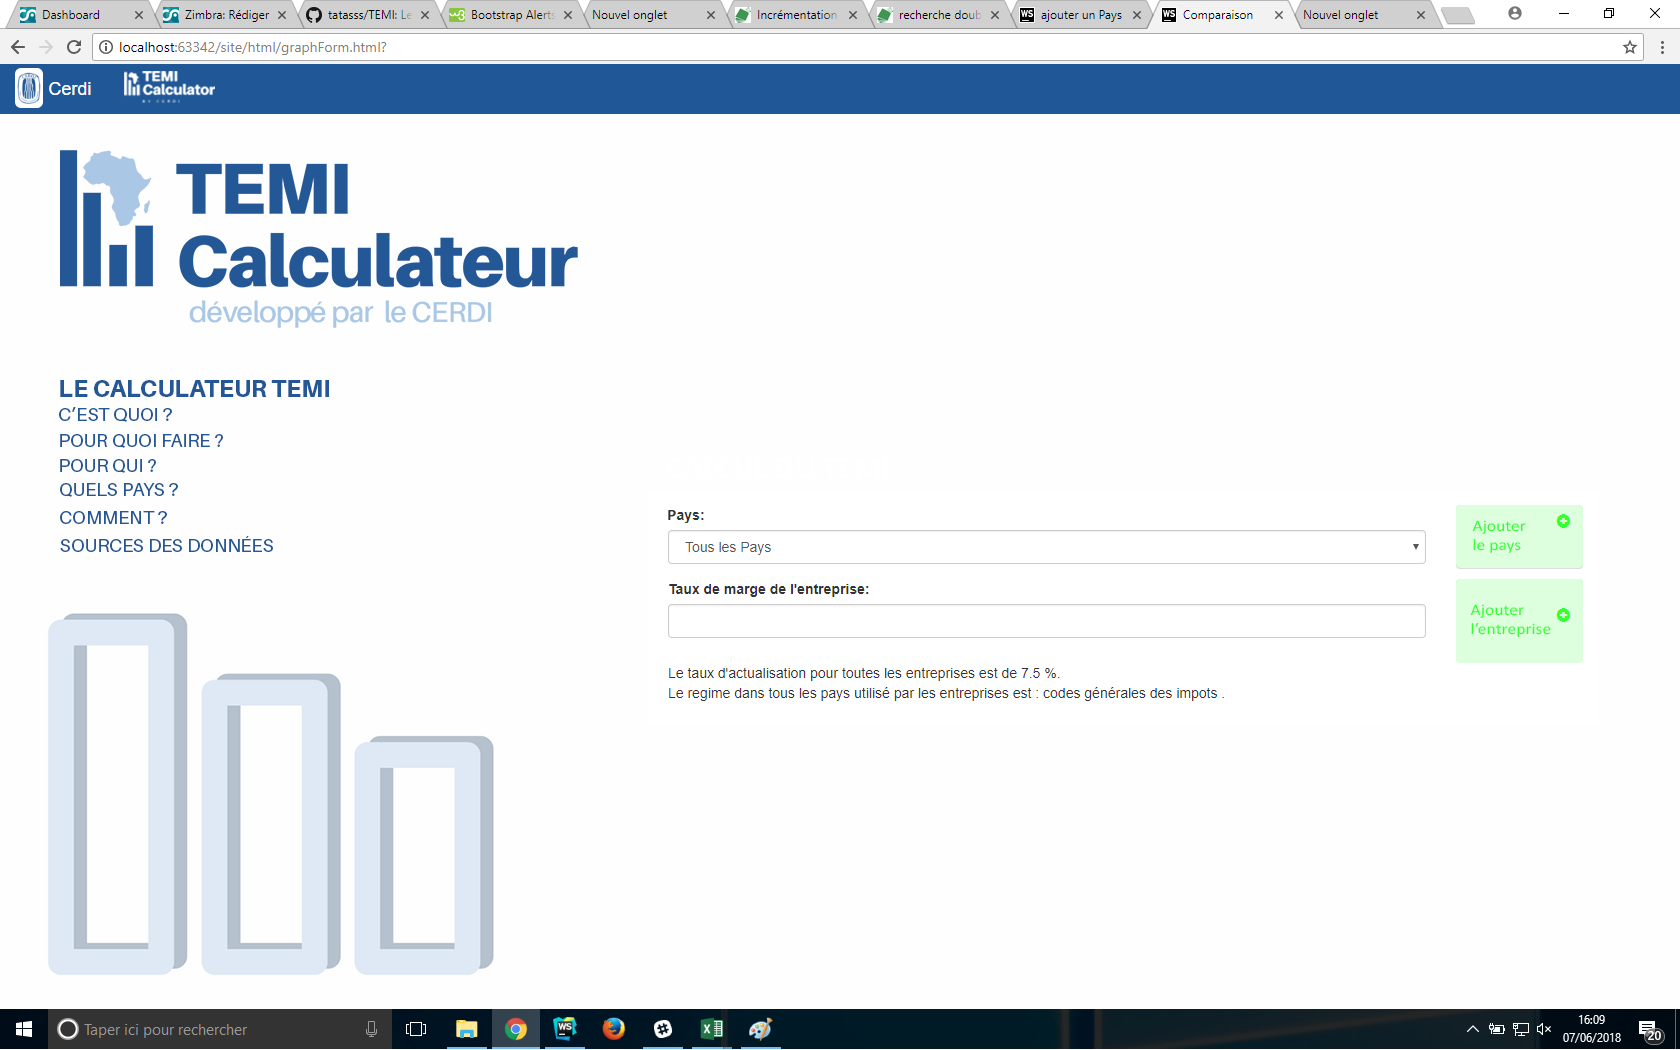 Dashboard
Zimbra: Rédiger
tatasss/TEMI: Le
Bootstrap Alerts
Nouvel onglet
Incrémentation
recherche doub
ajouter un Pays
Comparaison
Nouvel onglet
localhost:63342/site/html/graphForm.html?
Cerdi
TEMI
Calculator
BY CERDI
TEMI
Calculateur
développé par le CERDI
LE CALCULATEUR TEMI
C’EST QUOI ?
POUR QUOI FAIRE ?
POUR QUI ?
QUELS PAYS ?
COMMENT ?
SOURCES DES DONNÉES
Pays:
Tous les Pays
Ajouter
le pays
Taux de marge de l'entreprise:
Ajouter
l’entreprise
Le taux d'actualisation pour toutes les entreprises est de 7.5 %.
Le regime dans tous les pays utilisé par les entreprises est : codes générales des impots .
Taper ici pour rechercher
16:09
07/06/2018
20